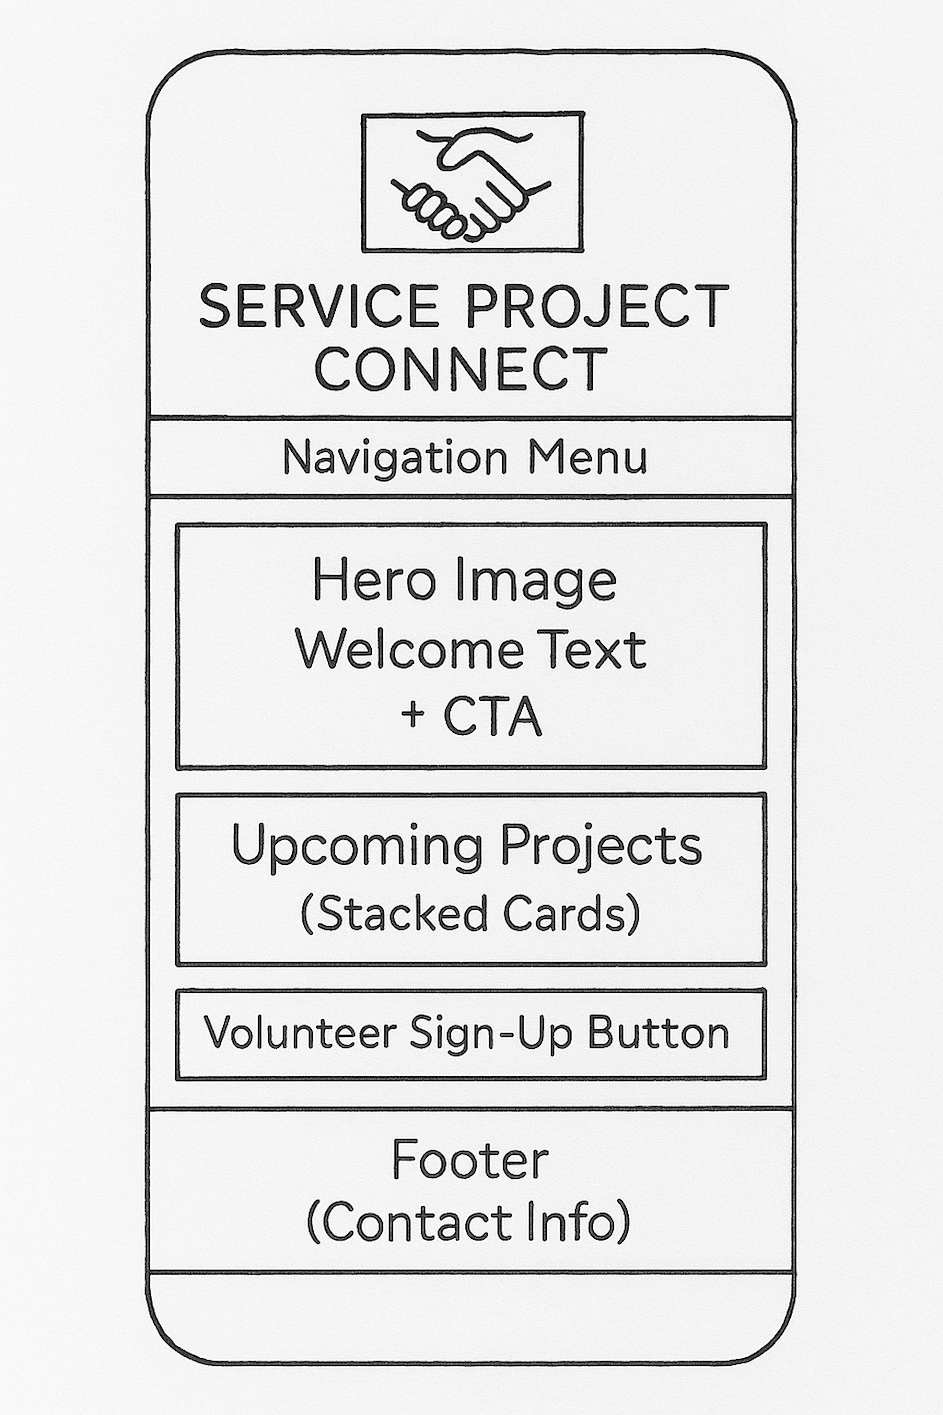 SERVICE PROJECT
CONNECT
Navigation Menu
Hero Image
Welcome Text
+ CTA
Upcoming Projects
(Stacked Cards)
Volunteer Sign-Up Button
Footer
(Contact Info)